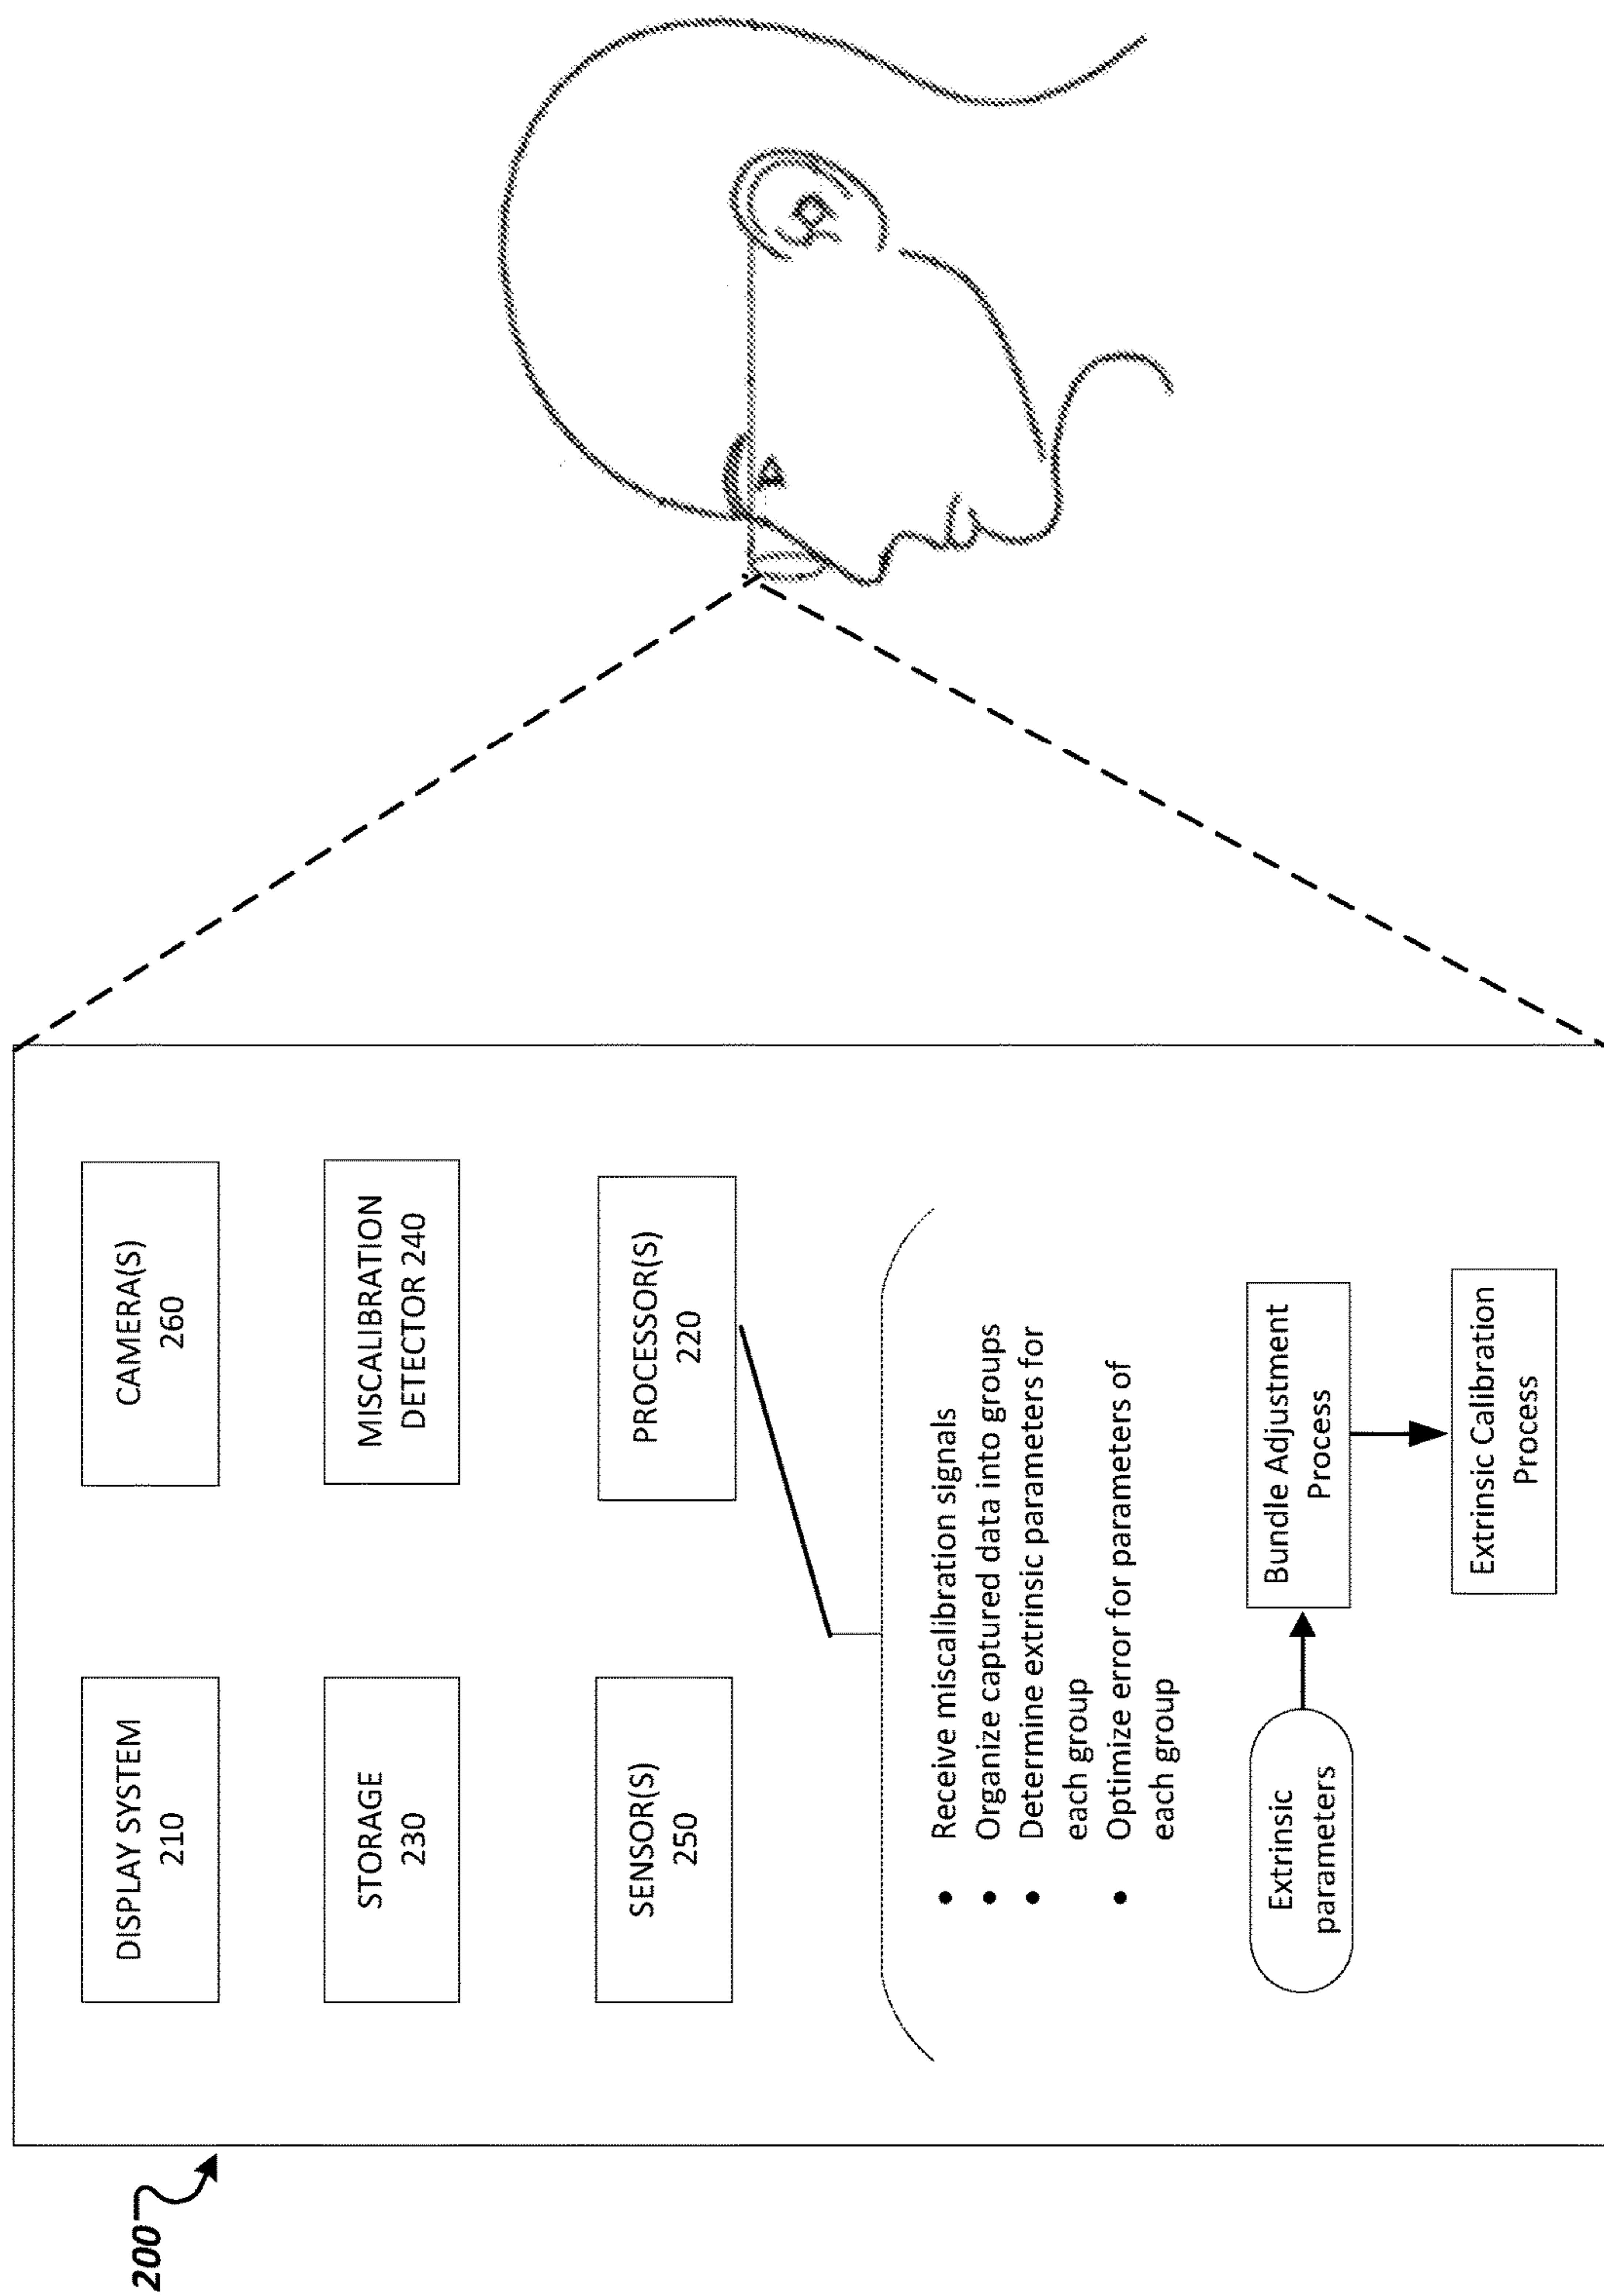 200
DISPLAY SYSTEM
210
CAMERA(S)
260
STORAGE
230
MISCALIBRATION
DETECTOR 240
SENSOR(S)
250
PROCESSOR(S)
220
• Receive miscalibration signals
• Organize captured data into groups
• Determine extrinsic parameters for
each group
• Optimize error for parameters of
each group
Extrinsic
parameters
Bundle Adjustment
Process
Extrinsic Calibration
Process